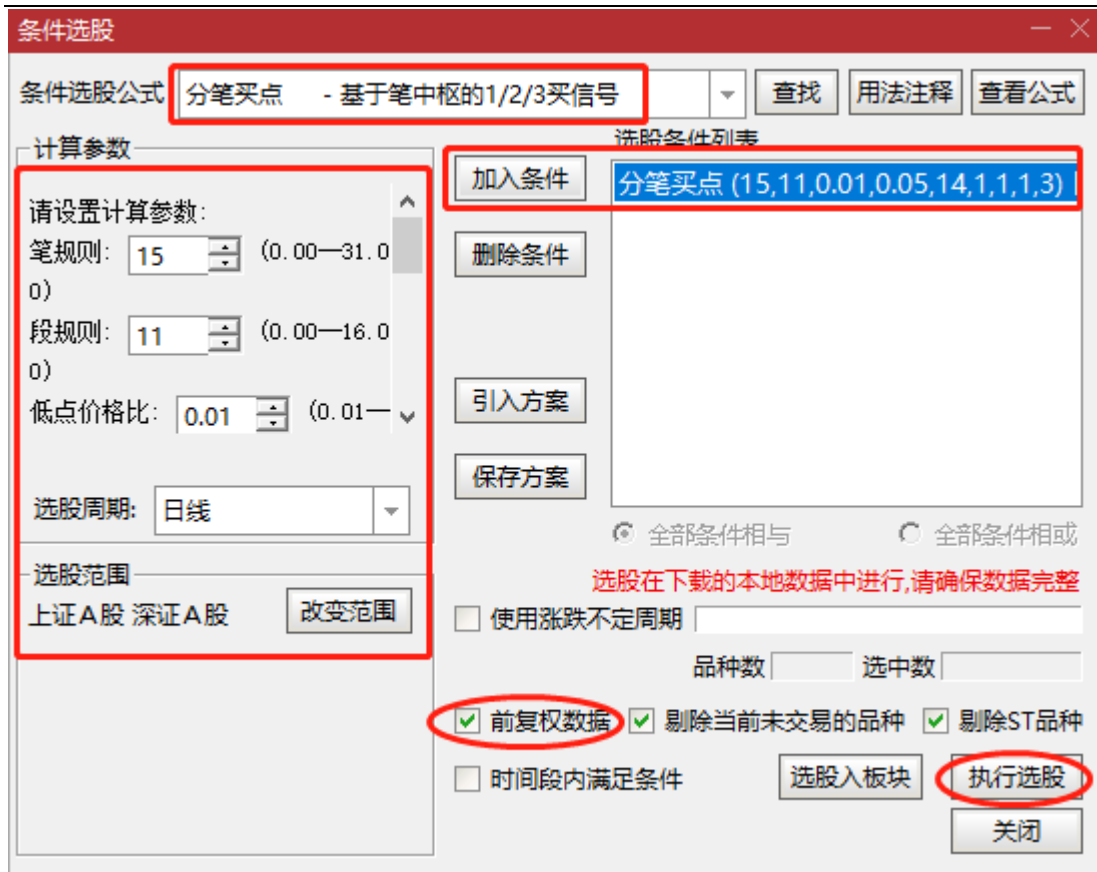 条件选股
条件选股公式 分笔买点 - 基于笔中枢的1/2/3买信号 查找 用法注释 查看公式
计算参数
请设置计算参数:
笔规则: 15 (0.00—31.0
0)
段规则: 11 (0.00—16.0
0)
低点价格比: 0.01 (0.01—
选股周期: 日线
选股范围
上证A股 深证A股 改变范围
选股条件列表
加入条件 分笔买点 (15,11,0.01,0.05,14,1,1,1,3)
删除条件
引入方案
保存方案
全部条件相与 全部条件相或
选股在下载的本地数据中进行,请确保数据完整
使用涨跌不定周期
品种数 选中数
前复权数据 剔除当前未交易的品种 剔除ST品种
时间段内满足条件 选股入板块 执行选股
关闭